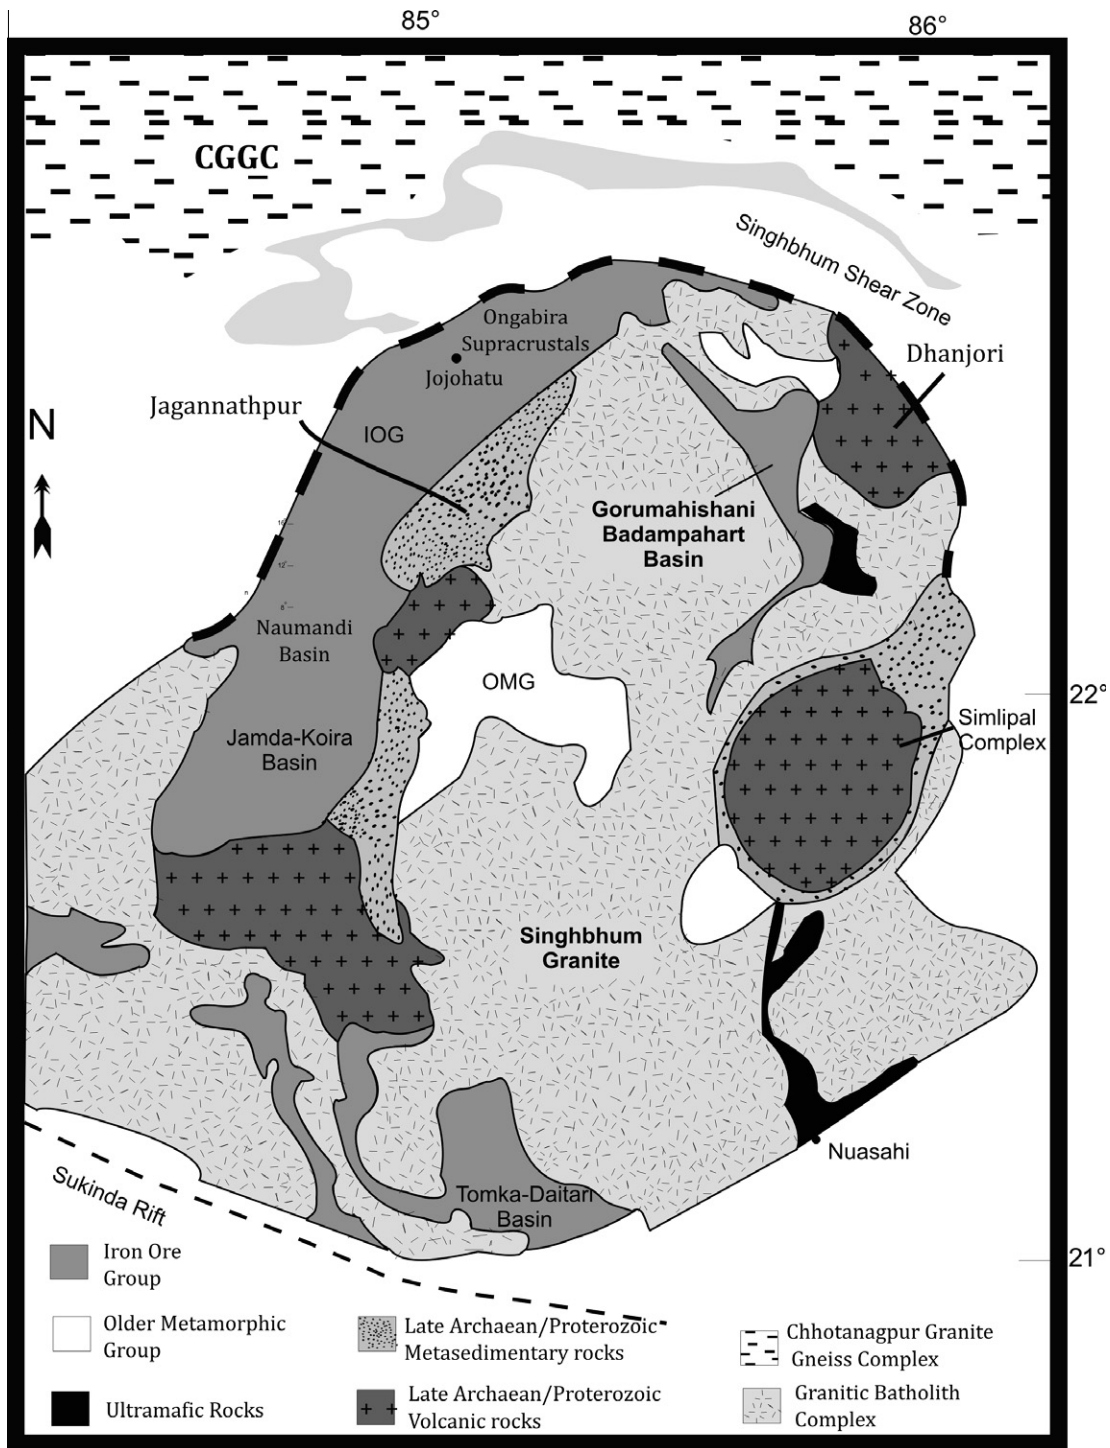 85°
86°
CGGC
Singhbhum Shear Zone
Ongabira
Supracrustals
Jojohatu
Dhanjori
Jagannathpur
N
IOG
Gorumahishani
Badampahart
Basin
16
12
8
Naumandi
Basin
OMG
22°
Simlipal
Complex
Jamda-Koira
Basin
Singhbhum
Granite
Nuasahi
Tomka-Daitari
Basin
Sukinda Rift
21°
Iron Ore
Group
Older Metamorphic
Group
Ultramafic Rocks
Late Archaean/Proterozoic
Metasedimentary rocks
Late Archaean/Proterozoic
Volcanic rocks
Chhotanagpur Granite
Gneiss Complex
Granitic Batholith
Complex